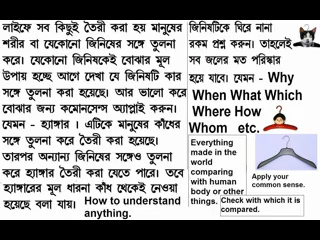 লাইফে সব কিছুই তৈরী করা হয় মানুষের
শরীর বা যেকোনো জিনিষের সঙ্গে তুলনা
করে। যেকোনো জিনিষকেই বোঝার মূল
উপায় হচ্ছে আগে দেখা যে জিনিষটি কার
সঙ্গে তুলনা করা হয়েছে। আর ভালো করে
বোঝার জন্য কমোনসেন্স অ্যাপ্লাই করুন।
যেমন - হ্যাঙ্গার । এটিকে মানুষের কাঁধের
সঙ্গে তুলনা করে তৈরী করা হয়েছে।
তারপর অন্যান্য জিনিষের সঙ্গেও তুলনা
করে হ্যাঙ্গার তৈরী করা যেতে পারে। তবে
হ্যাঙ্গারের মূল ধারনা কাঁধ থেকেই নেওয়া
হয়েছে বলা যায়।
How to understand
anything.
জিনিষটিকে ঘিরে নানা
রকম প্রশ্ন করুন। তাহলেই
সব জলের মত পরিষ্কার
হয়ে যাবে। যেমন - Why
When What Which
Where How
Whom etc.
Everything
made in the
world
comparing
with human
body or other
things.
Apply your
common sense.
Check with which it is
compared.